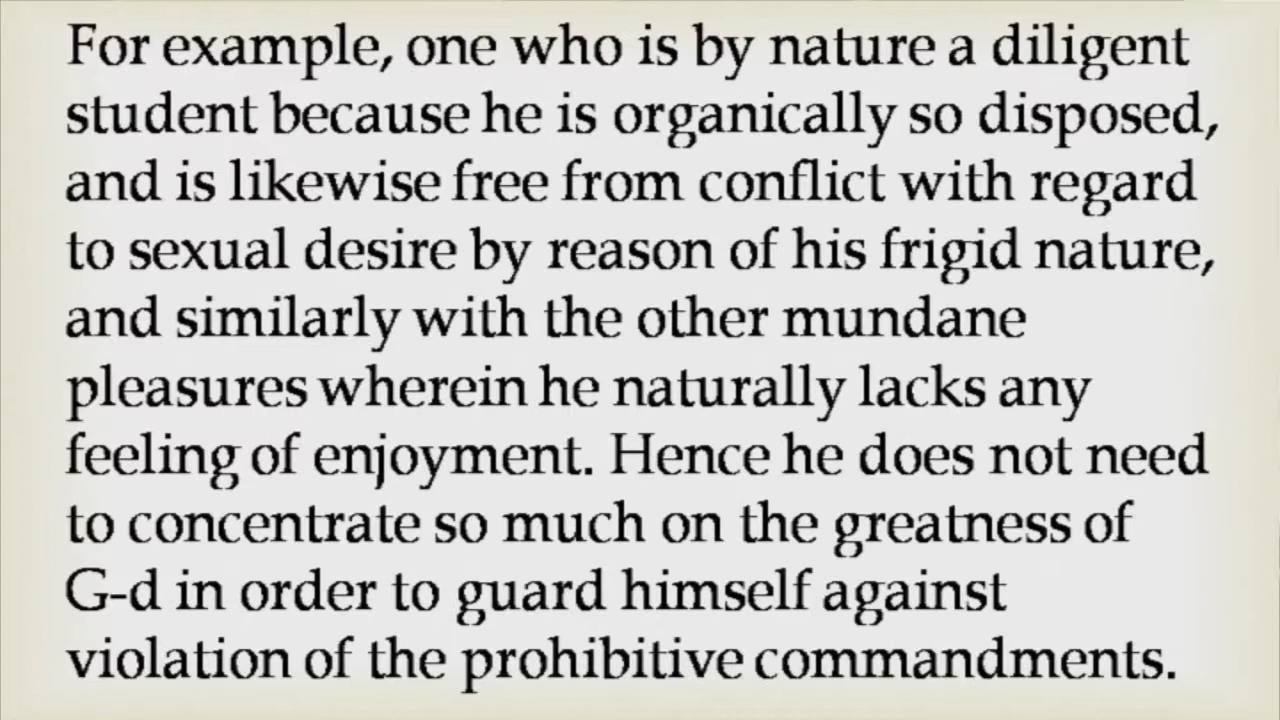 For example, one who is by nature a diligent
student because he is organically so disposed,
and is likewise free from conflict with regard
to sexual desire by reason of his frigid nature,
and similarly with the other mundane
pleasures wherein he naturally lacks any
feeling of enjoyment. Hence he does not need
to concentrate so much on the greatness of
G-d in order to guard himself against
violation of the prohibitive commandments.